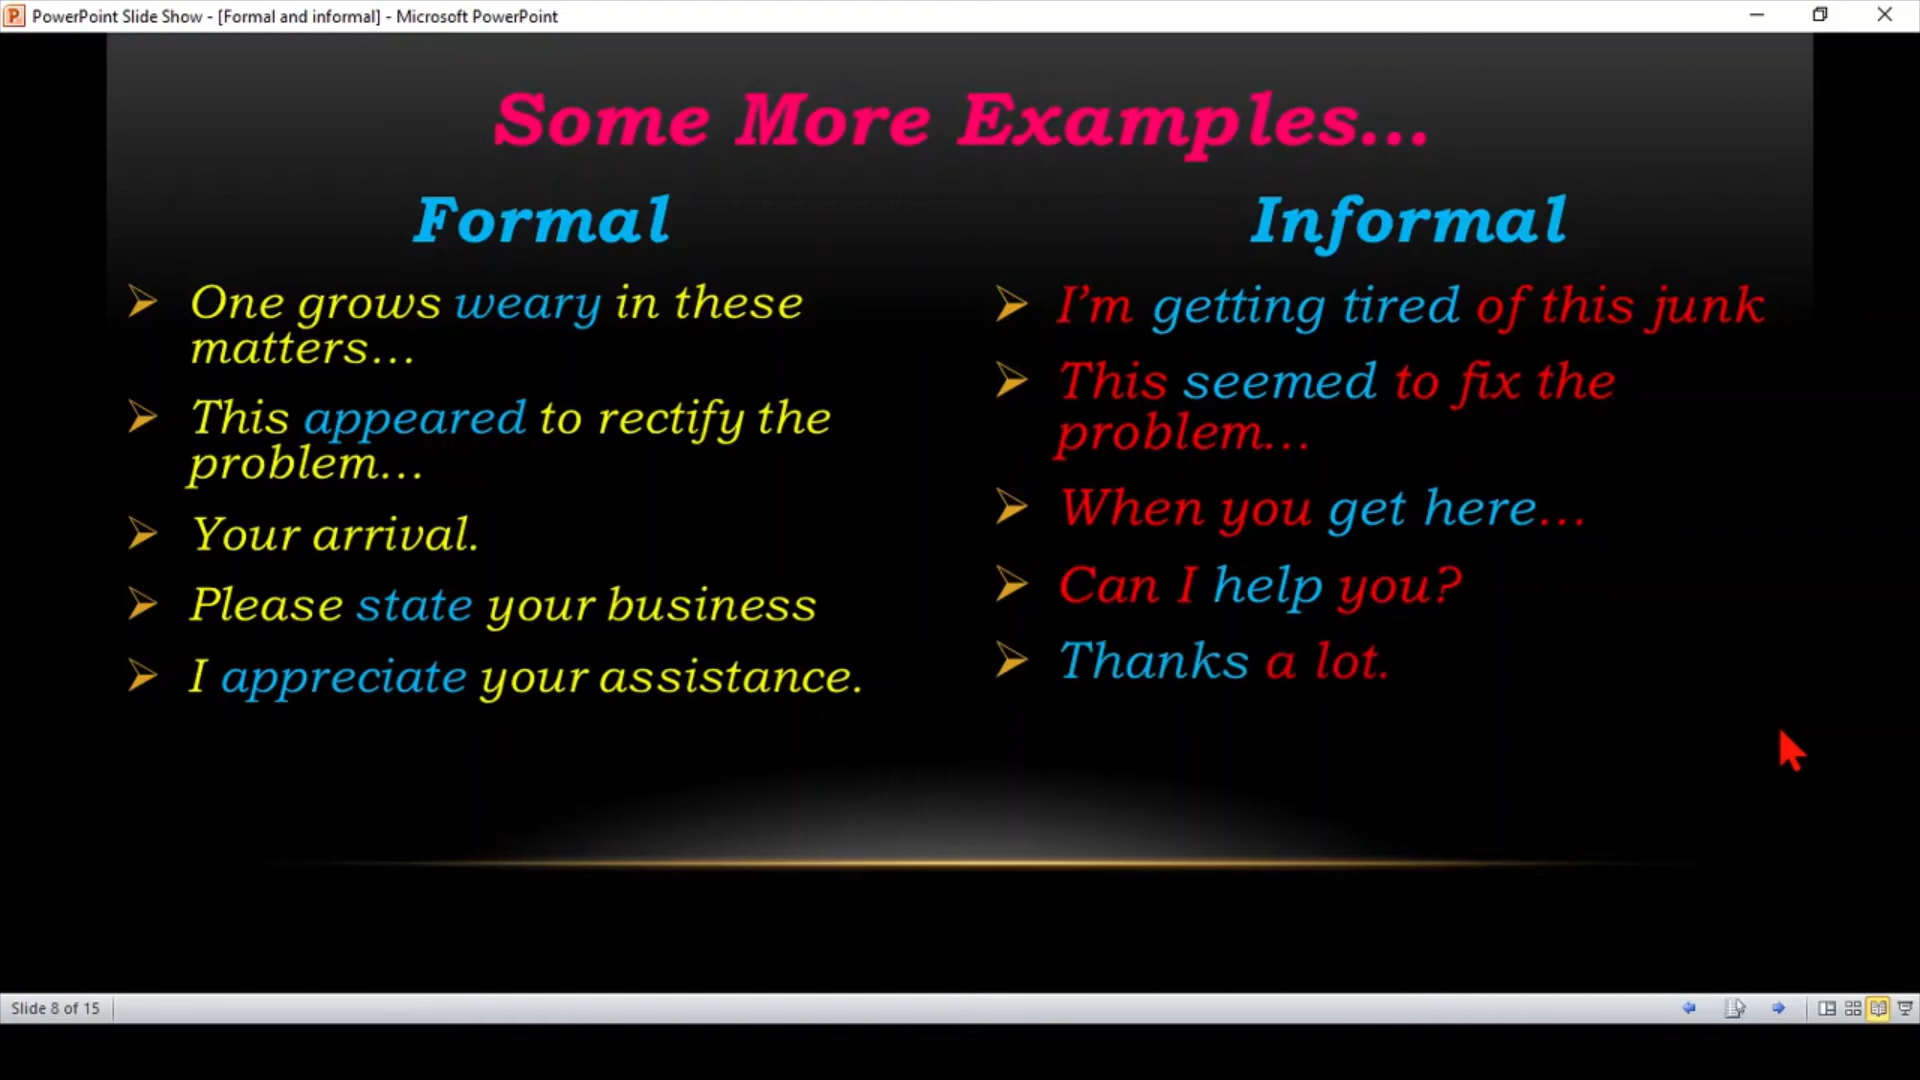 PowerPoint Slide Show - [Formal and informal] - Microsoft PowerPoint
Some More Examples...
Formal
One grows weary in these
matters...
This appeared to rectify the
problem...
Your arrival.
Please state your business
I appreciate your assistance.
Informal
I'm getting tired of this junk
This seemed to fix the
problem...
When you get here...
Can I help you?
Thanks a lot.
Slide 8 of 15